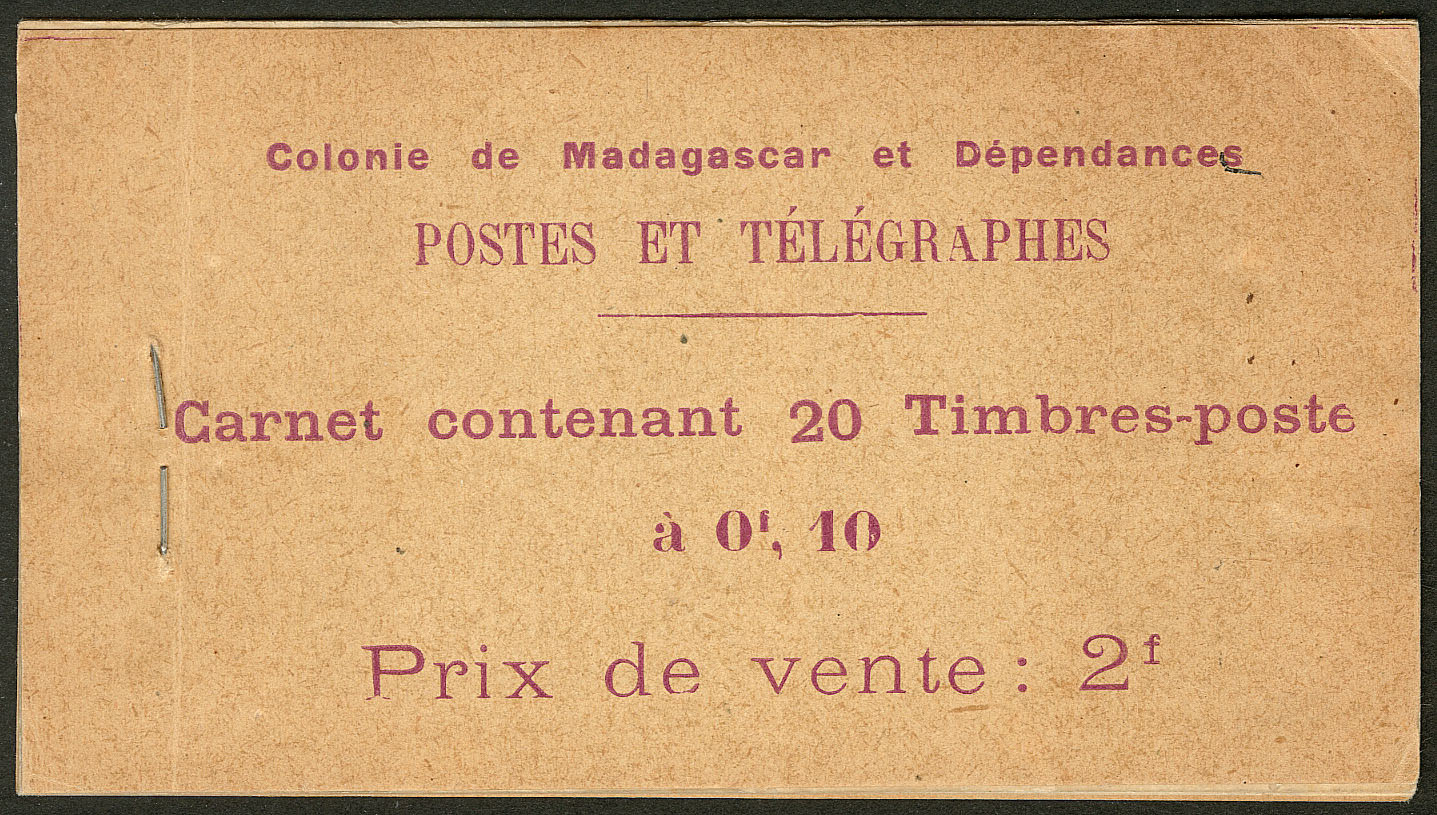 Colonie de Madagascar et Dépendances
POSTES ET TÉLÉGRAPHES
Carnet contenant 20 Timbres-poste
à 0f, 10
Prix de vente : 2f